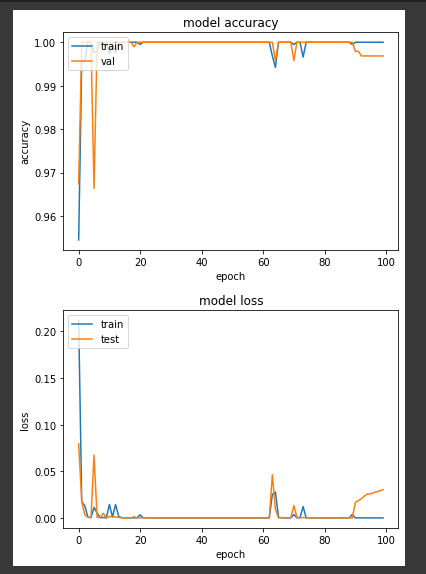 model accuracy
1.00
0.99
0.98
0.97
0.96
accuracy
train
val
0 20 40 60 80 100
epoch
model loss
0.20
0.15
0.10
0.05
0.00
loss
train
test
0 20 40 60 80 100
epoch